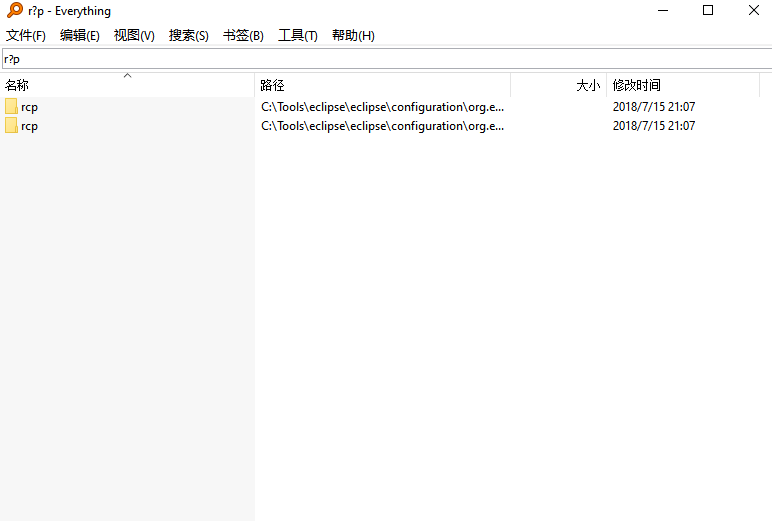 r?p - Everything
文件(F) 编辑(E) 视图(V) 搜索(S) 书签(B) 工具(T) 帮助(H)
r?p
名称 路径 大小 修改时间
rcp C:\Tools\eclipse\eclipse\configuration\org.e... 2018/7/15 21:07
rcp C:\Tools\eclipse\eclipse\configuration\org.e... 2018/7/15 21:07